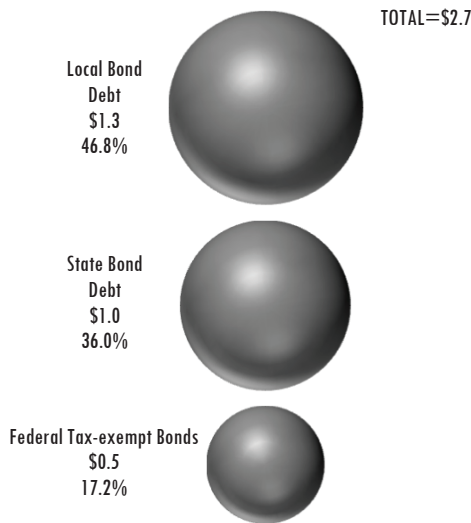 TOTAL=$2.7
Local Bond
Debt
$1.3
46.8%
State Bond
Debt
$1.0
36.0%
Federal Tax-exempt Bonds
$0.5
17.2%